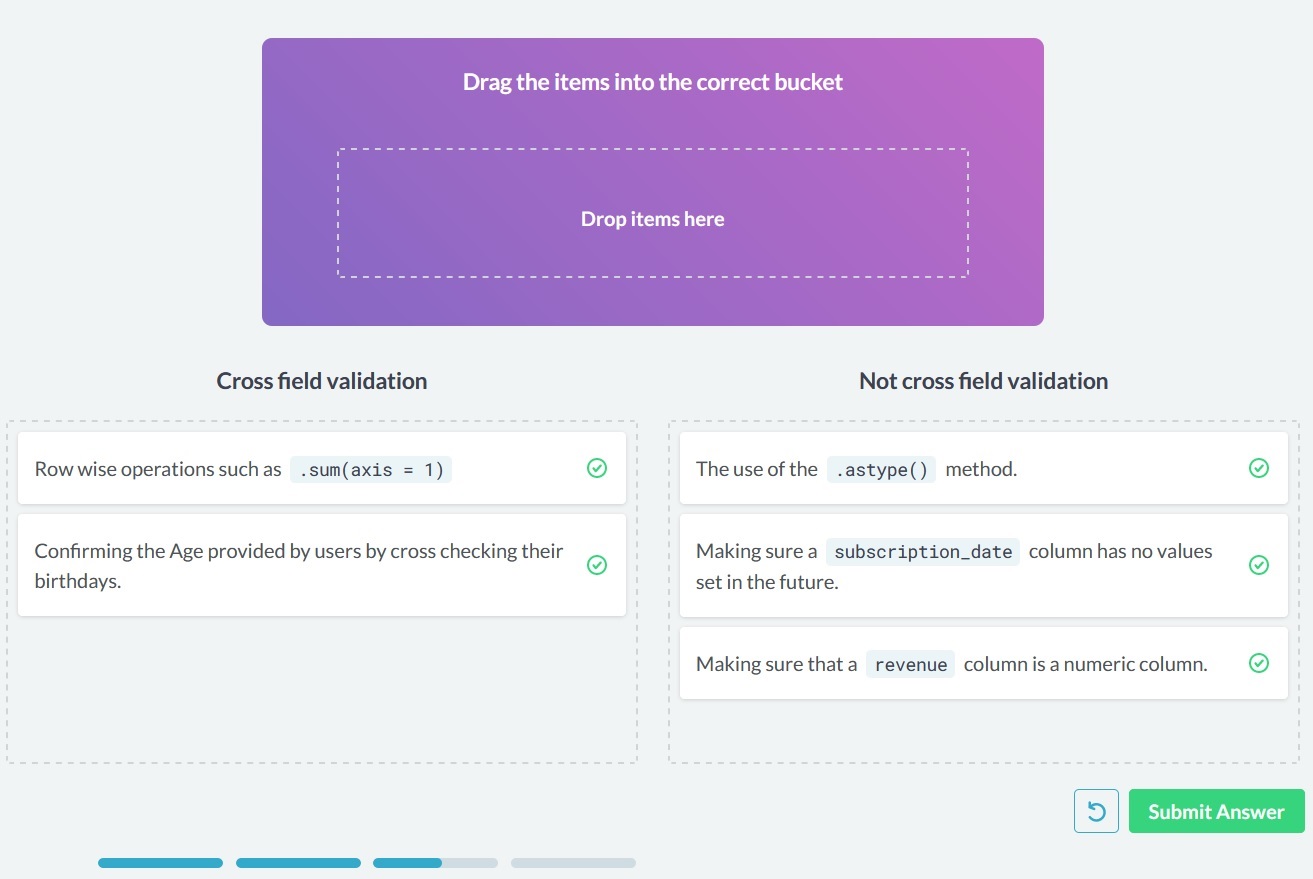 Drag the items into the correct bucket
Drop items here
Cross field validation
Row wise operations such as .sum(axis = 1)
Confirming the Age provided by users by cross checking their
birthdays.
Not cross field validation
The use of the .astype() method.
Making sure a subscription_date column has no values
set in the future.
Making sure that a revenue column is a numeric column.
Submit Answer